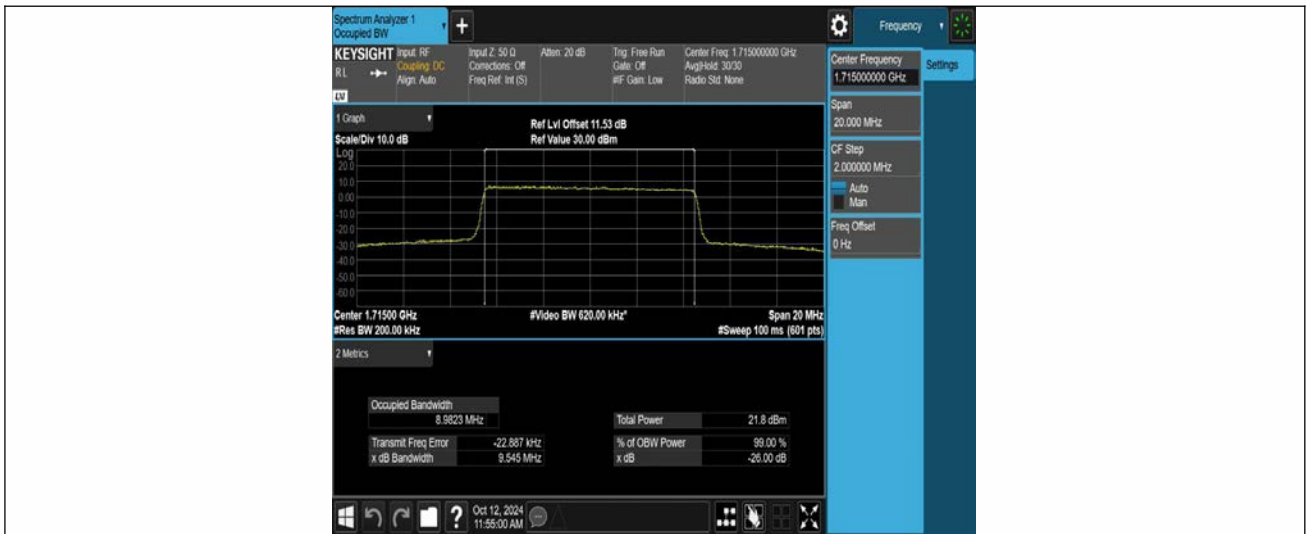 Spectrum Analyzer 1
Occupied BW
+
Frequency
KEYSIGHT
R L
LXI
Input: RF
Coupling: DC
Align: Auto
Input Z: 50 Ω
Corrections: Off
Freq Ref: Int (S)
Atten: 20 dB
Trig: Free Run
Gate: Off
#IF Gain: Low
Center Freq: 1.715000000 GHz
Avg|Hold: 30/30
Radio Std: None
Center Frequency
1.715000000 GHz
Settings
Span
20.000 MHz
CF Step
2.000000 MHz
Auto
Man
Freq Offset
0 Hz
1 Graph
Scale/Div 10.0 dB
Ref Lvl Offset 11.53 dB
Ref Value 30.00 dBm
Log
20.0
10.0
0.00
-10.0
-20.0
-30.0
-40.0
-50.0
-60.0
Center 1.71500 GHz
#Res BW 200.00 kHz
#Video BW 620.00 kHz*
Span 20 MHz
#Sweep 100 ms (601 pts)
2 Metrics
Occupied Bandwidth
8.9823 MHz
Total Power 21.8 dBm
Transmit Freq Error -22.887 kHz
% of OBW Power 99.00 %
x dB Bandwidth 9.545 MHz
x dB -26.00 dB
?
Oct 12, 2024
11:55:00 AM